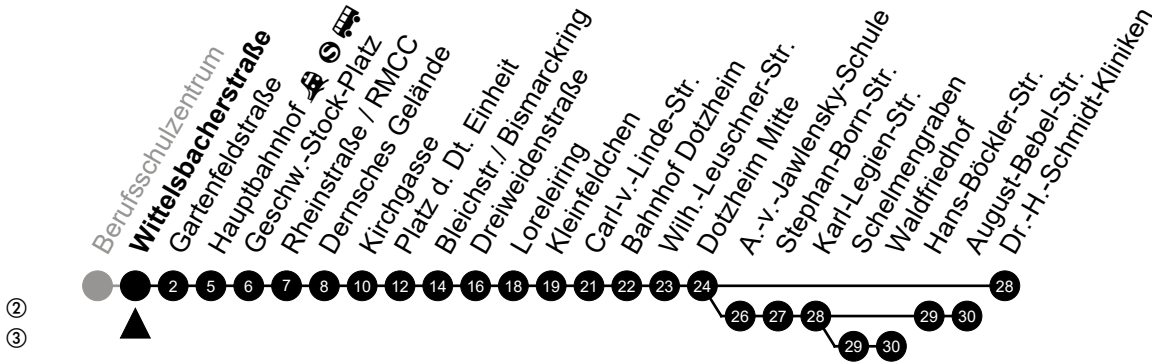 Berufsschulzentrum
Wittelsbacherstraße
Gartenfeldstraße
Hauptbahnhof S
Geschw.-Stock-Platz
Rheinstraße / RMCC
Dernsches Gelände
Kirchgasse
Platz d. Dt. Einheit
Bleichstr./ Bismarckring
Dreiweidenstraße
Loreleiring
Kleinfeldchen
Carl-v.-Linde-Str.
Bahnhof Dotzheim
Wilh.-Leuschner-Str.
Dotzheim Mitte
A.-v.-Jawlensky-Schule
Stephan-Born-Str.
Karl-Legien-Str.
Schelmengraben
Waldfriedhof
Hans-Böckler-Str.
August-Bebel-Str.
Dr.-H.-Schmidt-Kliniken
2 5 6 7 8 10 12 14 16 18 19 21 22 23 24 28
② 26 27 28 29 30
③ 29 30